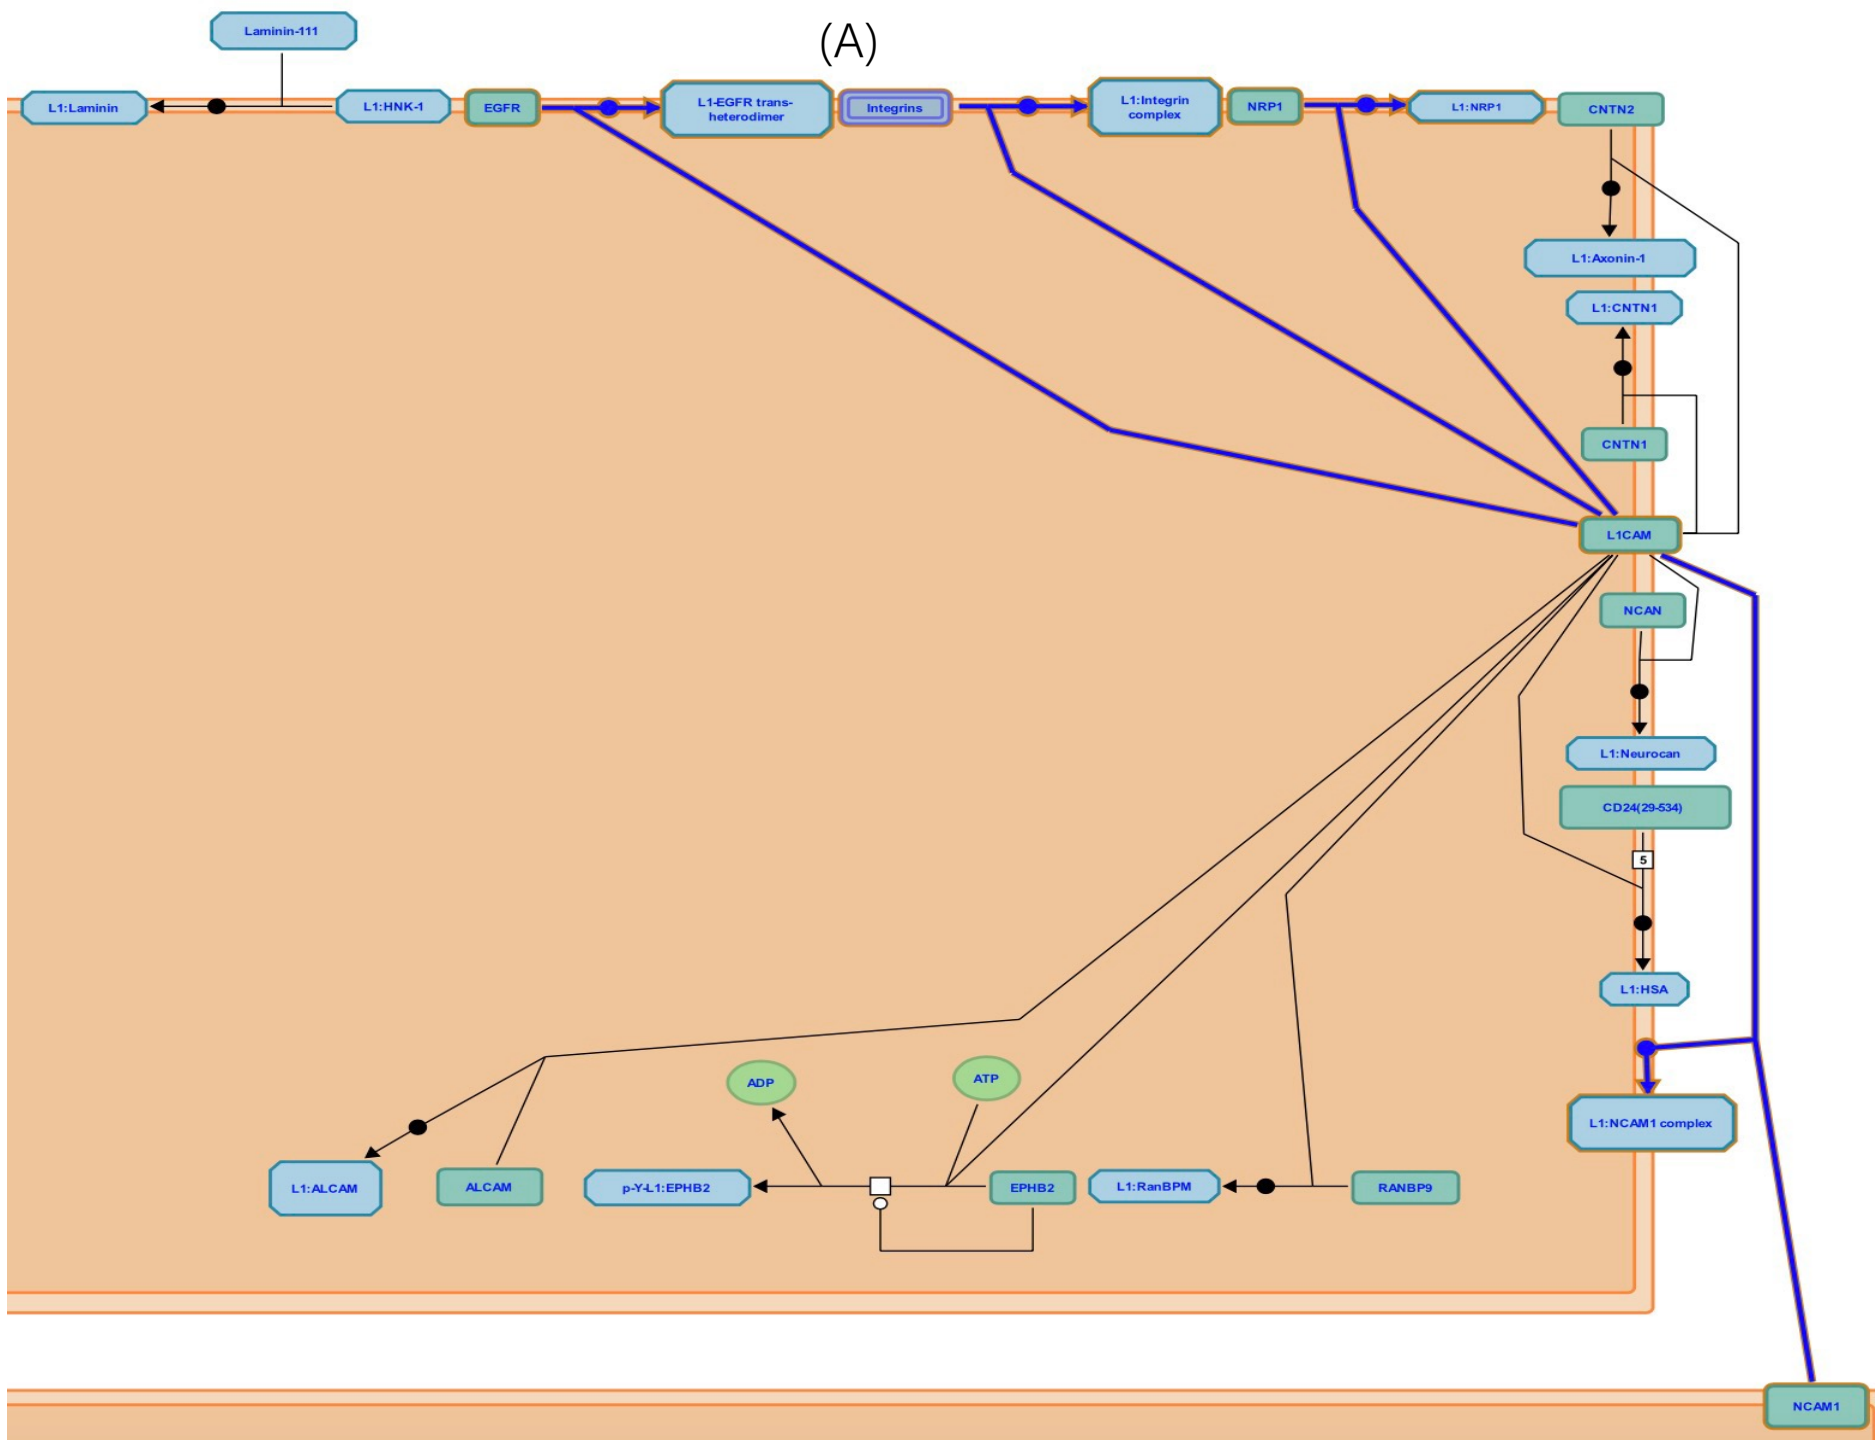 (A)
Laminin-111
L1:Laminin
L1:HNK-1
EGFR
L1-EGFR trans-
heterodimer
Integrins
L1:Integrin
complex
NRP1
L1:NRP1
CNTN2
L1:Axonin-1
L1:CNTN1
CNTN1
L1CAM
NCAN
L1:Neurocan
CD24(29-534)
5
L1:HSA
ADP
ATP
L1:NCAM1 complex
L1:ALCAM
ALCAM
p-Y-L1:EPHB2
EPHB2
L1:RanBPM
RANBP9
NCAM1